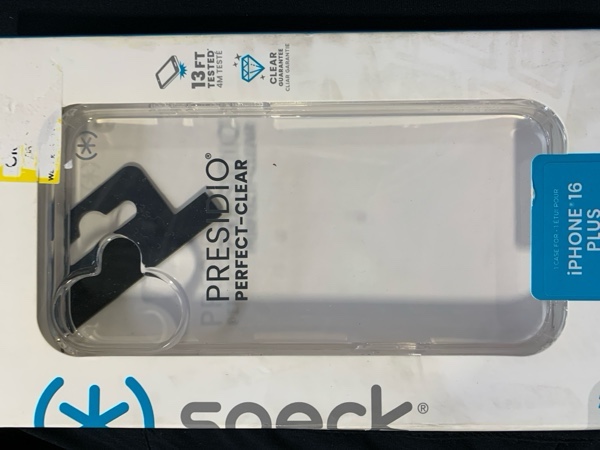 13 FT
TESTED*
4M TESTÉ
CLEAR
GUARANTEE
CLAIR GARANTIE
PRESIDIO®
PERFECT-CLEAR
CASE FOR · ÉTUI POUR
iPHONE® 16
PLUS
speck®